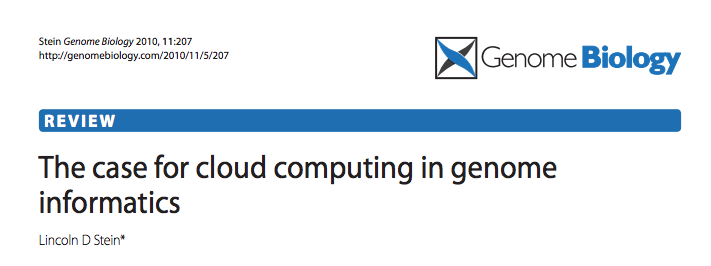 Stein Genome Biology 2010, 11:207
http://genomebiology.com/2010/11/5/207
Genome Biology
REVIEW
The case for cloud computing in genome
informatics
Lincoln D Stein*